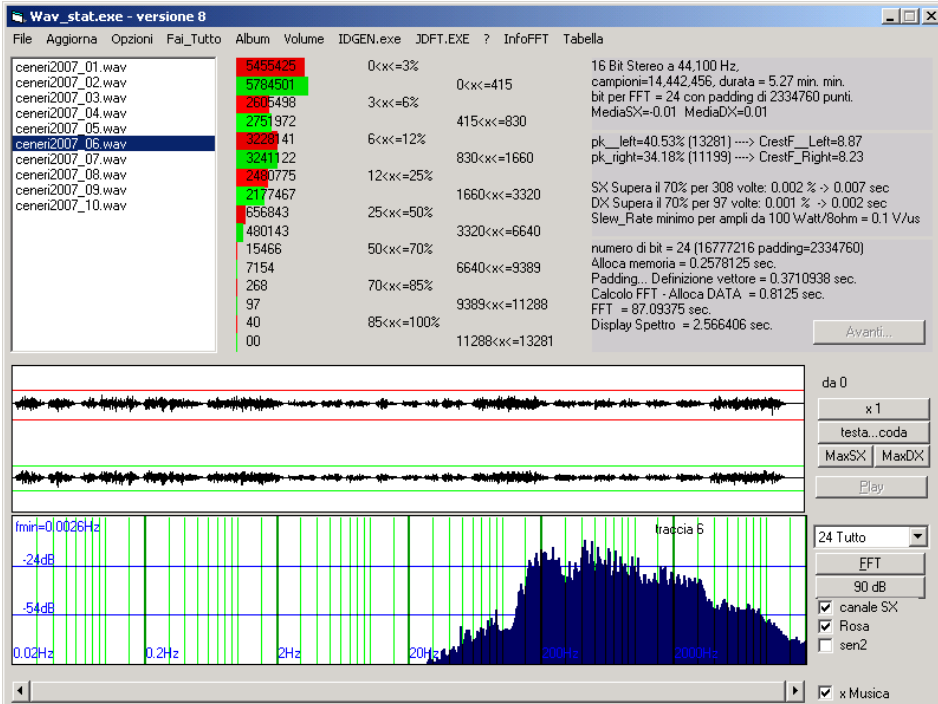 Wav_stat.exe - versione 8
File Aggiorna Opzioni Fai_Tutto Album Volume IDGEN.exe JDFT.EXE ? InfoFFT Tabella
ceneri2007_01.wav
ceneri2007_02.wav
ceneri2007_03.wav
ceneri2007_04.wav
ceneri2007_05.wav
ceneri2007_06.wav
ceneri2007_07.wav
ceneri2007_08.wav
ceneri2007_09.wav
ceneri2007_10.wav
5455425 0<x<=3%
5784501 0<x<=415
2605498 3<x<=6%
2751972 415<x<=830
3228141 6<x<=12%
3241122 830<x<=1660
2480775 12<x<=25%
2177467 1660<x<=3320
656843 25<x<=50%
480143 3320<x<=6640
15466 50<x<=70%
7154 6640<x<=9389
268 70<x<=85%
97 9389<x<=11288
40 85<x<=100%
00 11288<x<=13281
16 Bit Stereo a 44,100 Hz,
campioni=14,442,456, durata = 5.27 min. min.
bit per FFT = 24 con padding di 2334760 punti.
MediaSX=-0.01 MediaDX=0.01
pk__left=40.53% (13281) ----> CrestF__Left=8.87
pk_right=34.18% (11199) ----> CrestF_Right=8.23
SX Supera il 70% per 308 volte: 0.002 % -> 0.007 sec
DX Supera il 70% per 97 volte: 0.001 % -> 0.002 sec
Slew_Rate minimo per ampli da 100 Watt/8ohm = 0.1 V/us
numero di bit = 24 (16777216 padding=2334760)
Alloca memoria = 0.2578125 sec.
Padding... Definizione vettore = 0.3710938 sec.
Calcolo FFT - Alloca DATA = 0.8125 sec.
FFT = 87.09375 sec.
Display Spettro = 2.566406 sec.
Avanti...
da 0
x 1
testa...coda
MaxSX MaxDX
Play
fmin=0.0026Hz
traccia 6
-24dB
-54dB
0.02Hz 0.2Hz 2Hz 20Hz 200Hz 2000Hz
24 Tutto
FFT
90 dB
canale SX
Rosa
sen2
x Musica